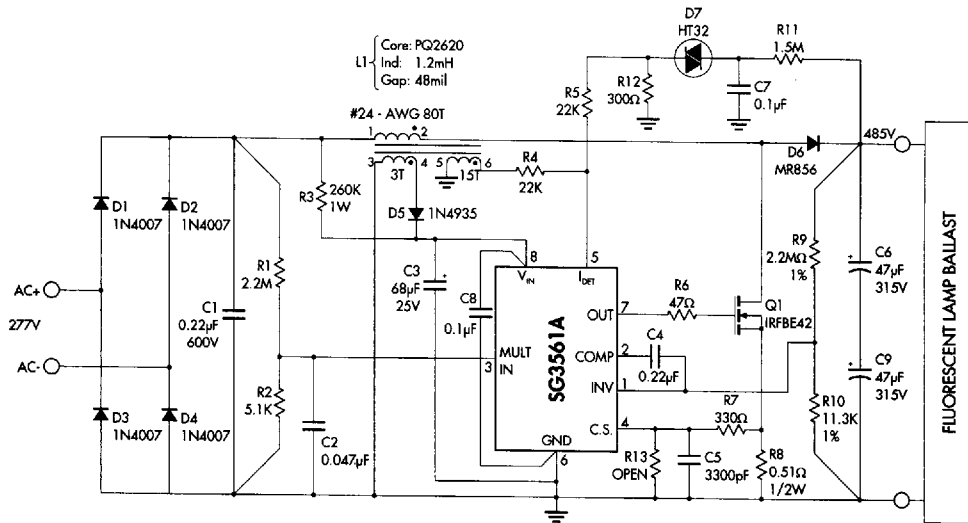 D7
HT32
R11
1.5M
Core: PQ2620
L1 Ind: 1.2mH
Gap: 48mil
R12
300Ω
C7
0.1µF
R5
22K
#24 - AWG 80T
1 2
485V
3 4 5 6
3T 15T
R4
22K
D6
MR856
D1
1N4007
D2
1N4007
R3
260K
1W
D5 1N4935
R9
2.2MΩ
1%
C6
47µF
315V
R1
2.2M
C3
68µF
25V
8
VIN
5
IDET
AC+
277V
AC-
C1
0.22µF
600V
C8
0.1µF
OUT 7
R6
47Ω
Q1
IRFBE42
MULT
IN
3
SG3561A
COMP 2
C4
0.22µF
INV 1
C9
47µF
315V
R2
5.1K
D3
1N4007
D4
1N4007
C2
0.047µF
C.S. 4
GND
6
R7
330Ω
R10
11.3K
1%
R13
OPEN
C5
3300pF
R8
0.51Ω
1/2W
FLUORESCENT LAMP BALLAST